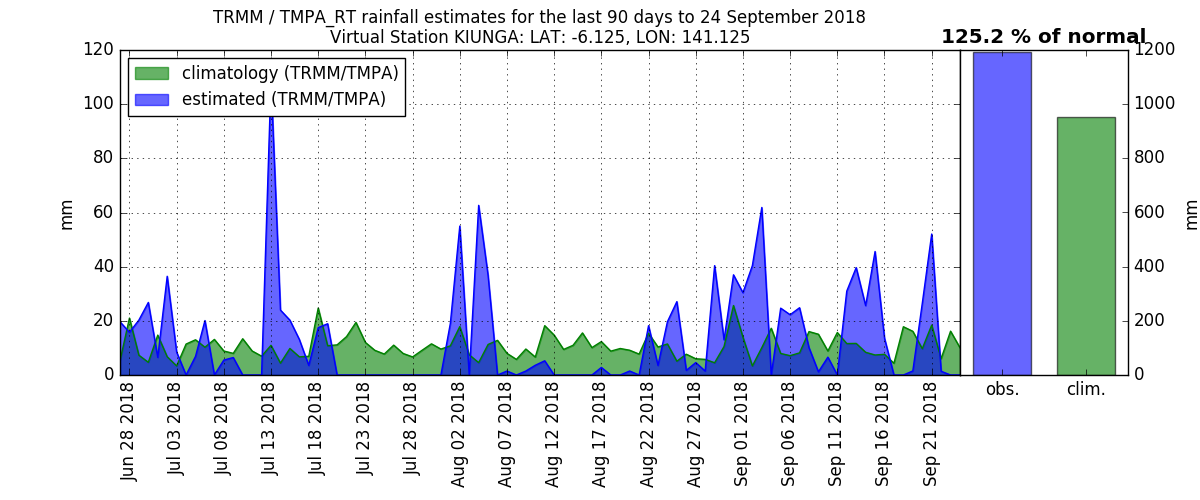 TRMM / TMPA_RT rainfall estimates for the last 90 days to 24 September 2018
Virtual Station KIUNGA: LAT: -6.125, LON: 141.125
125.2 % of normal
climatology (TRMM/TMPA)
estimated (TRMM/TMPA)
120
100
80
60
40
20
0
mm
Jun 28 2018
Jul 03 2018
Jul 08 2018
Jul 13 2018
Jul 18 2018
Jul 23 2018
Jul 28 2018
Aug 02 2018
Aug 07 2018
Aug 12 2018
Aug 17 2018
Aug 22 2018
Aug 27 2018
Sep 01 2018
Sep 06 2018
Sep 11 2018
Sep 16 2018
Sep 21 2018
1200
1000
800
600
400
200
0
mm
obs.
clim.